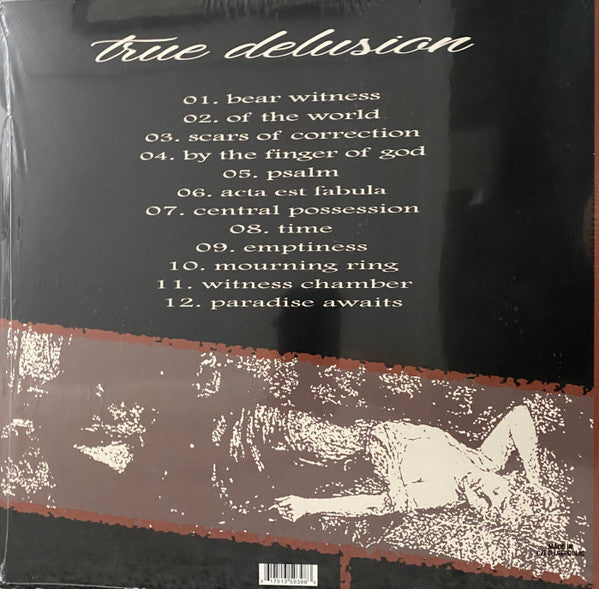 true delusion
01. bear witness
02. of the world
03. scars of correction
04. by the finger of god
05. psalm
06. acta est fabula
07. central possession
08. time
09. emptiness
10. mourning ring
11. witness chamber
12. paradise awaits
MADE IN